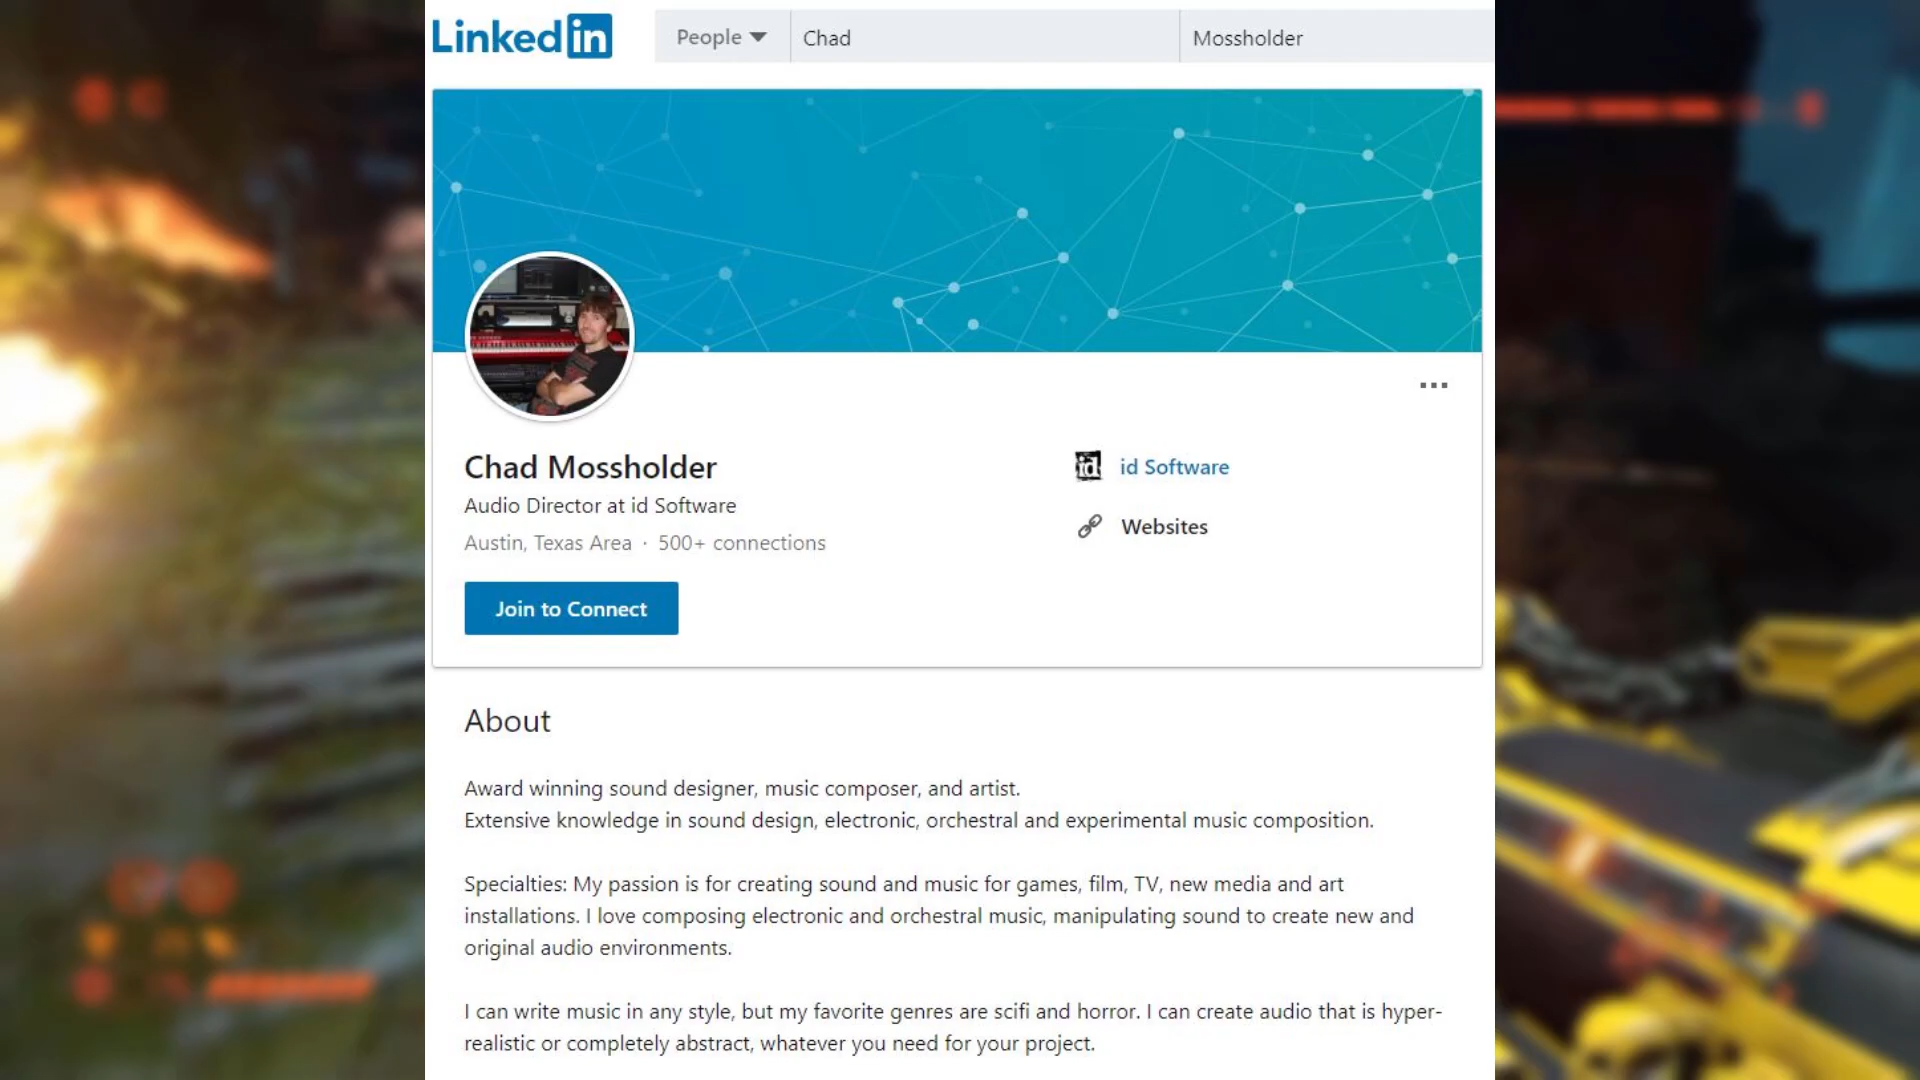 Linked in
People
Chad
Mossholder
Chad Mossholder
Audio Director at id Software
Austin, Texas Area · 500+ connections
Join to Connect
id
id Software
Websites
About
Award winning sound designer, music composer, and artist.
Extensive knowledge in sound design, electronic, orchestral and experimental music composition.
Specialties: My passion is for creating sound and music for games, film, TV, new media and art
installations. I love composing electronic and orchestral music, manipulating sound to create new and
original audio environments.
I can write music in any style, but my favorite genres are scifi and horror. I can create audio that is hyper-
realistic or completely abstract, whatever you need for your project.